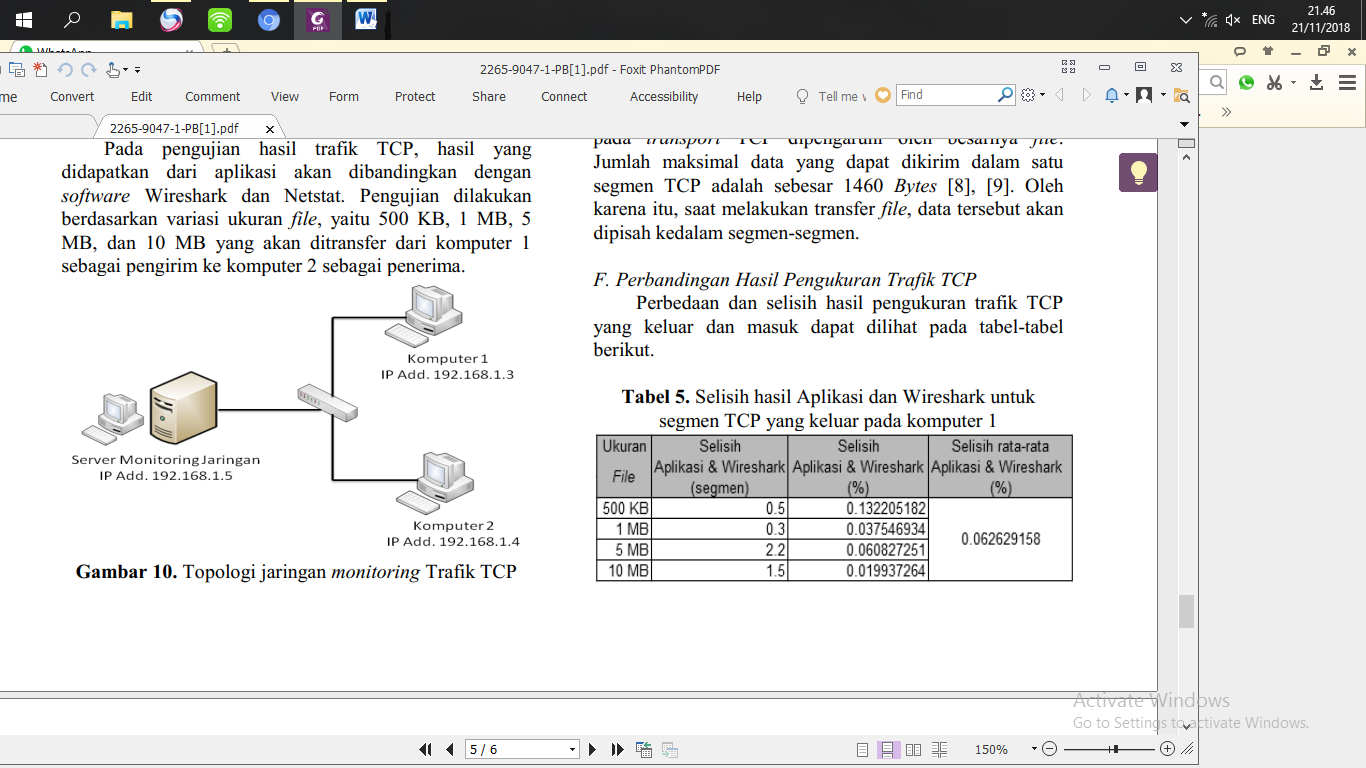 21.46
ENG
21/11/2018
WhatsApp
2265-9047-1-PB[1].pdf - Foxit PhantomPDF
me Convert Edit Comment View Form Protect Share Connect Accessibility Help Tell me Find
2265-9047-1-PB[1].pdf x
Pada pengujian hasil trafik TCP, hasil yang
didapatkan dari aplikasi akan dibandingkan dengan
software Wireshark dan Netstat. Pengujian dilakukan
berdasarkan variasi ukuran file, yaitu 500 KB, 1 MB, 5
MB, dan 10 MB yang akan ditransfer dari komputer 1
sebagai pengirim ke komputer 2 sebagai penerima.
Komputer 1
IP Add. 192.168.1.3
Server Monitoring Jaringan
IP Add. 192.168.1.5
Komputer 2
IP Add. 192.168.1.4
Gambar 10. Topologi jaringan monitoring Trafik TCP
pada transport TCP dipengaruhi oleh besarnya file.
Jumlah maksimal data yang dapat dikirim dalam satu
segmen TCP adalah sebesar 1460 Bytes [8], [9]. Oleh
karena itu, saat melakukan transfer file, data tersebut akan
dipisah kedalam segmen-segmen.
F. Perbandingan Hasil Pengukuran Trafik TCP
Perbedaan dan selisih hasil pengukuran trafik TCP
yang keluar dan masuk dapat dilihat pada tabel-tabel
berikut.
Tabel 5. Selisih hasil Aplikasi dan Wireshark untuk
segmen TCP yang keluar pada komputer 1
Ukuran File
Selisih Aplikasi & Wireshark (segmen)
Selisih Aplikasi & Wireshark (%)
Selisih rata-rata Aplikasi & Wireshark (%)
500 KB 0.5 0.132205182
1 MB 0.3 0.037546934
5 MB 2.2 0.060827251
10 MB 1.5 0.019937264
0.062629158
Activate Windows
Go to Settings to activate Windows.
5 / 6
150%